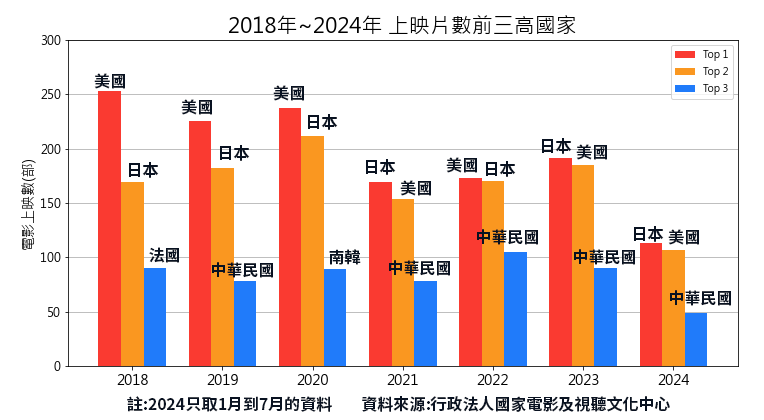 2018年~2024年 上映片數前三高國家
電影上映數(部)
300
250
200
150
100
50
0
Top 1
Top 2
Top 3
美國
日本
法國
美國
日本
中華民國
美國
日本
南韓
日本
美國
中華民國
美國
日本
中華民國
日本
美國
中華民國
日本
美國
中華民國
2018 2019 2020 2021 2022 2023 2024
註:2024只取1月到7月的資料 資料來源:行政法人國家電影及視聽文化中心